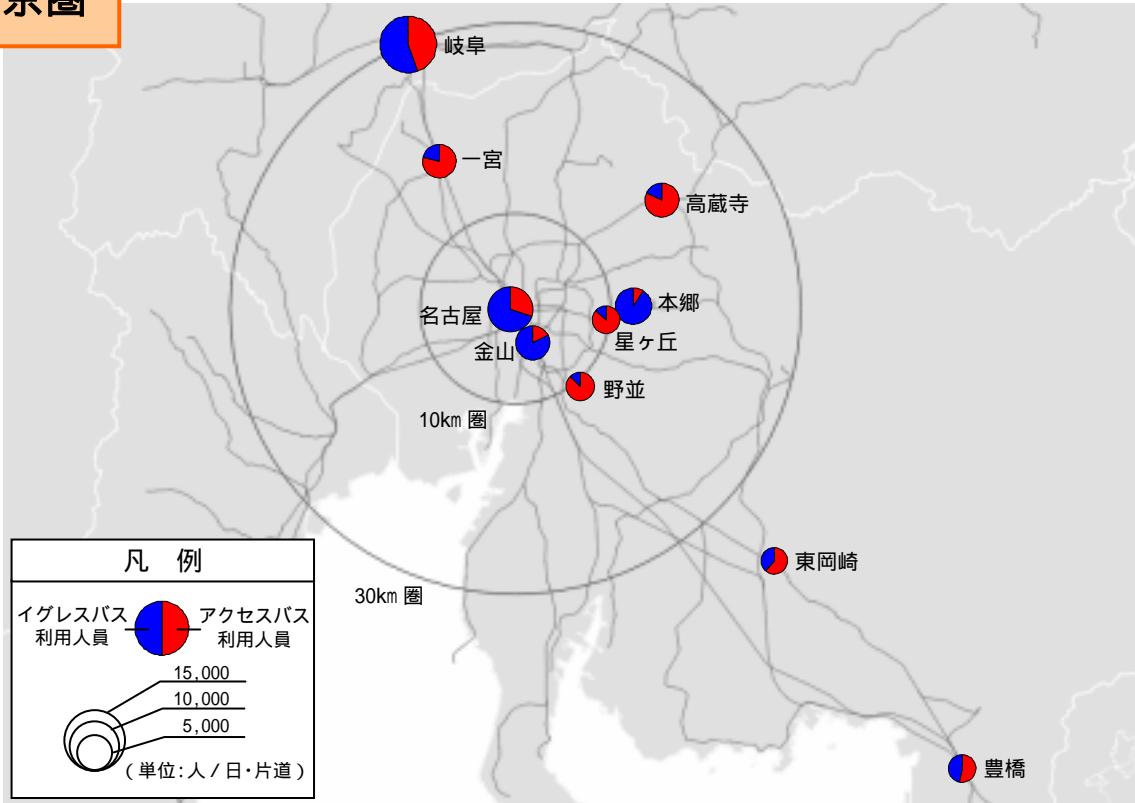 京圏
岐阜
一宮
高蔵寺
本郷
名古屋
星ヶ丘
金山
野並
10km 圏
東岡崎
30km 圏
豊橋
凡 例
イグレスバス
利用人員
アクセスバス
利用人員
15,000
10,000
5,000
(単位:人/日・片道)